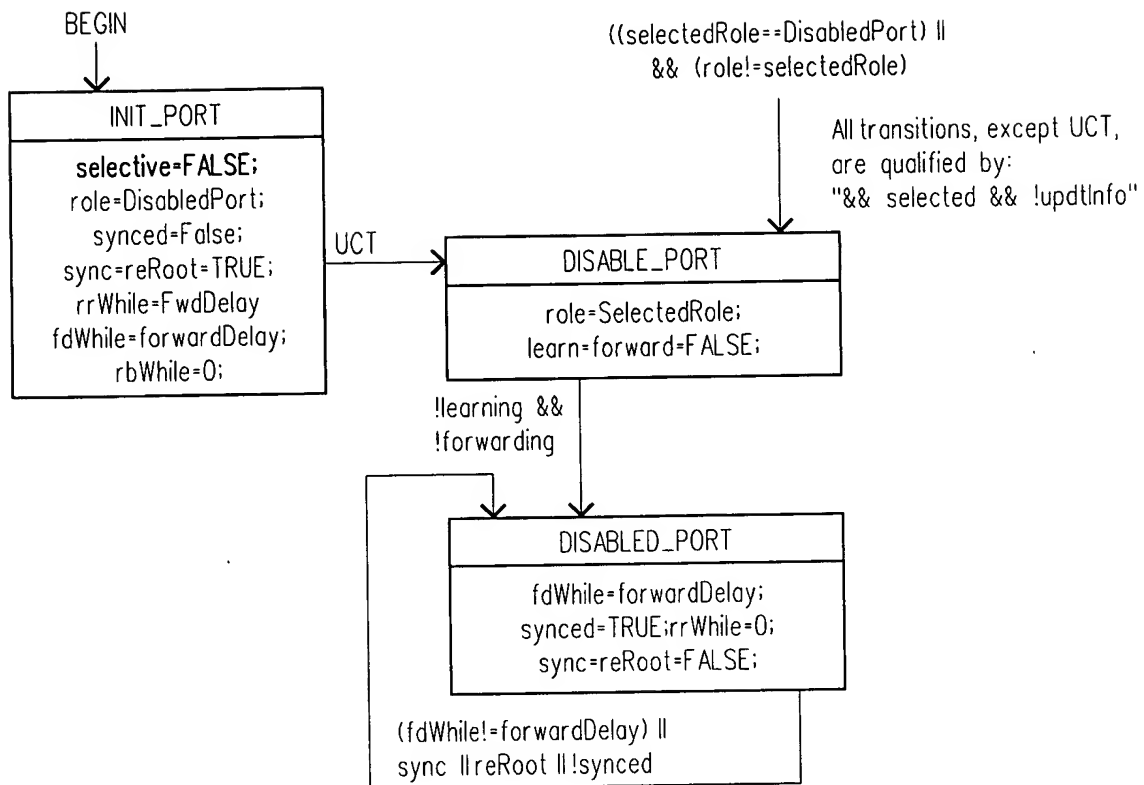 BEGIN
INIT_PORT
selective=FALSE;
role=DisabledPort;
synced=False;
sync=reRoot=TRUE;
rrWhile=FwdDelay
fdWhile=forwardDelay;
rbWhile=0;
UCT
((selectedRole==DisabledPort) ||
&& (role!=selectedRole)
All transitions, except UCT,
are qualified by:
"&& selected && !updtInfo"
DISABLE_PORT
role=SelectedRole;
learn=forward=FALSE;
!learning &&
!forwarding
DISABLED_PORT
fdWhile=forwardDelay;
synced=TRUE;rrWhile=0;
sync=reRoot=FALSE;
(fdWhile!=forwardDelay) ||
sync ||reRoot || !synced